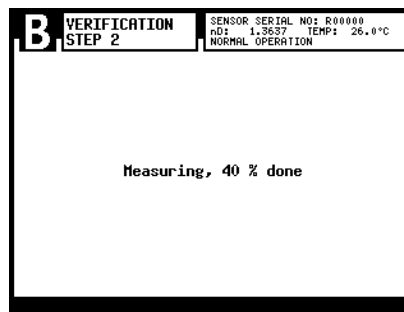 B
VERIFICATION
STEP 2
SENSOR SERIAL NO: R00000
nD: 1.3637 TEMP: 26.0°C
NORMAL OPERATION
Measuring, 40 % done